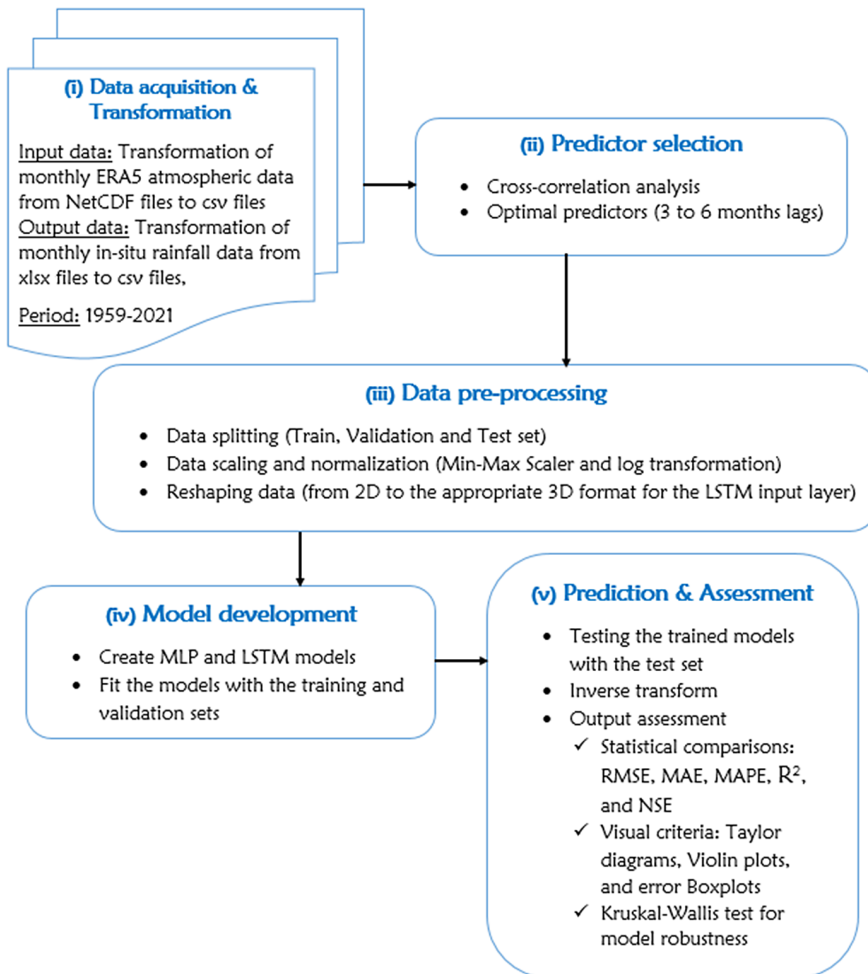 (i) Data acquisition &
Transformation
Input data: Transformation of
monthly ERA5 atmospheric data
from NetCDF files to csv files
Output data: Transformation of
monthly in-situ rainfall data from
xlsx files to csv files,
Period: 1959-2021
(ii) Predictor selection
• Cross-correlation analysis
• Optimal predictors (3 to 6 months lags)
(iii) Data pre-processing
• Data splitting (Train, Validation and Test set)
• Data scaling and normalization (Min-Max Scaler and log transformation)
• Reshaping data (from 2D to the appropriate 3D format for the LSTM input layer)
(iv) Model development
• Create MLP and LSTM models
• Fit the models with the training and
validation sets
(v) Prediction & Assessment
• Testing the trained models
with the test set
• Inverse transform
• Output assessment
✓ Statistical comparisons:
RMSE, MAE, MAPE, R²,
and NSE
✓ Visual criteria: Taylor
diagrams, Violin plots,
and error Boxplots
✓ Kruskal-Wallis test for
model robustness